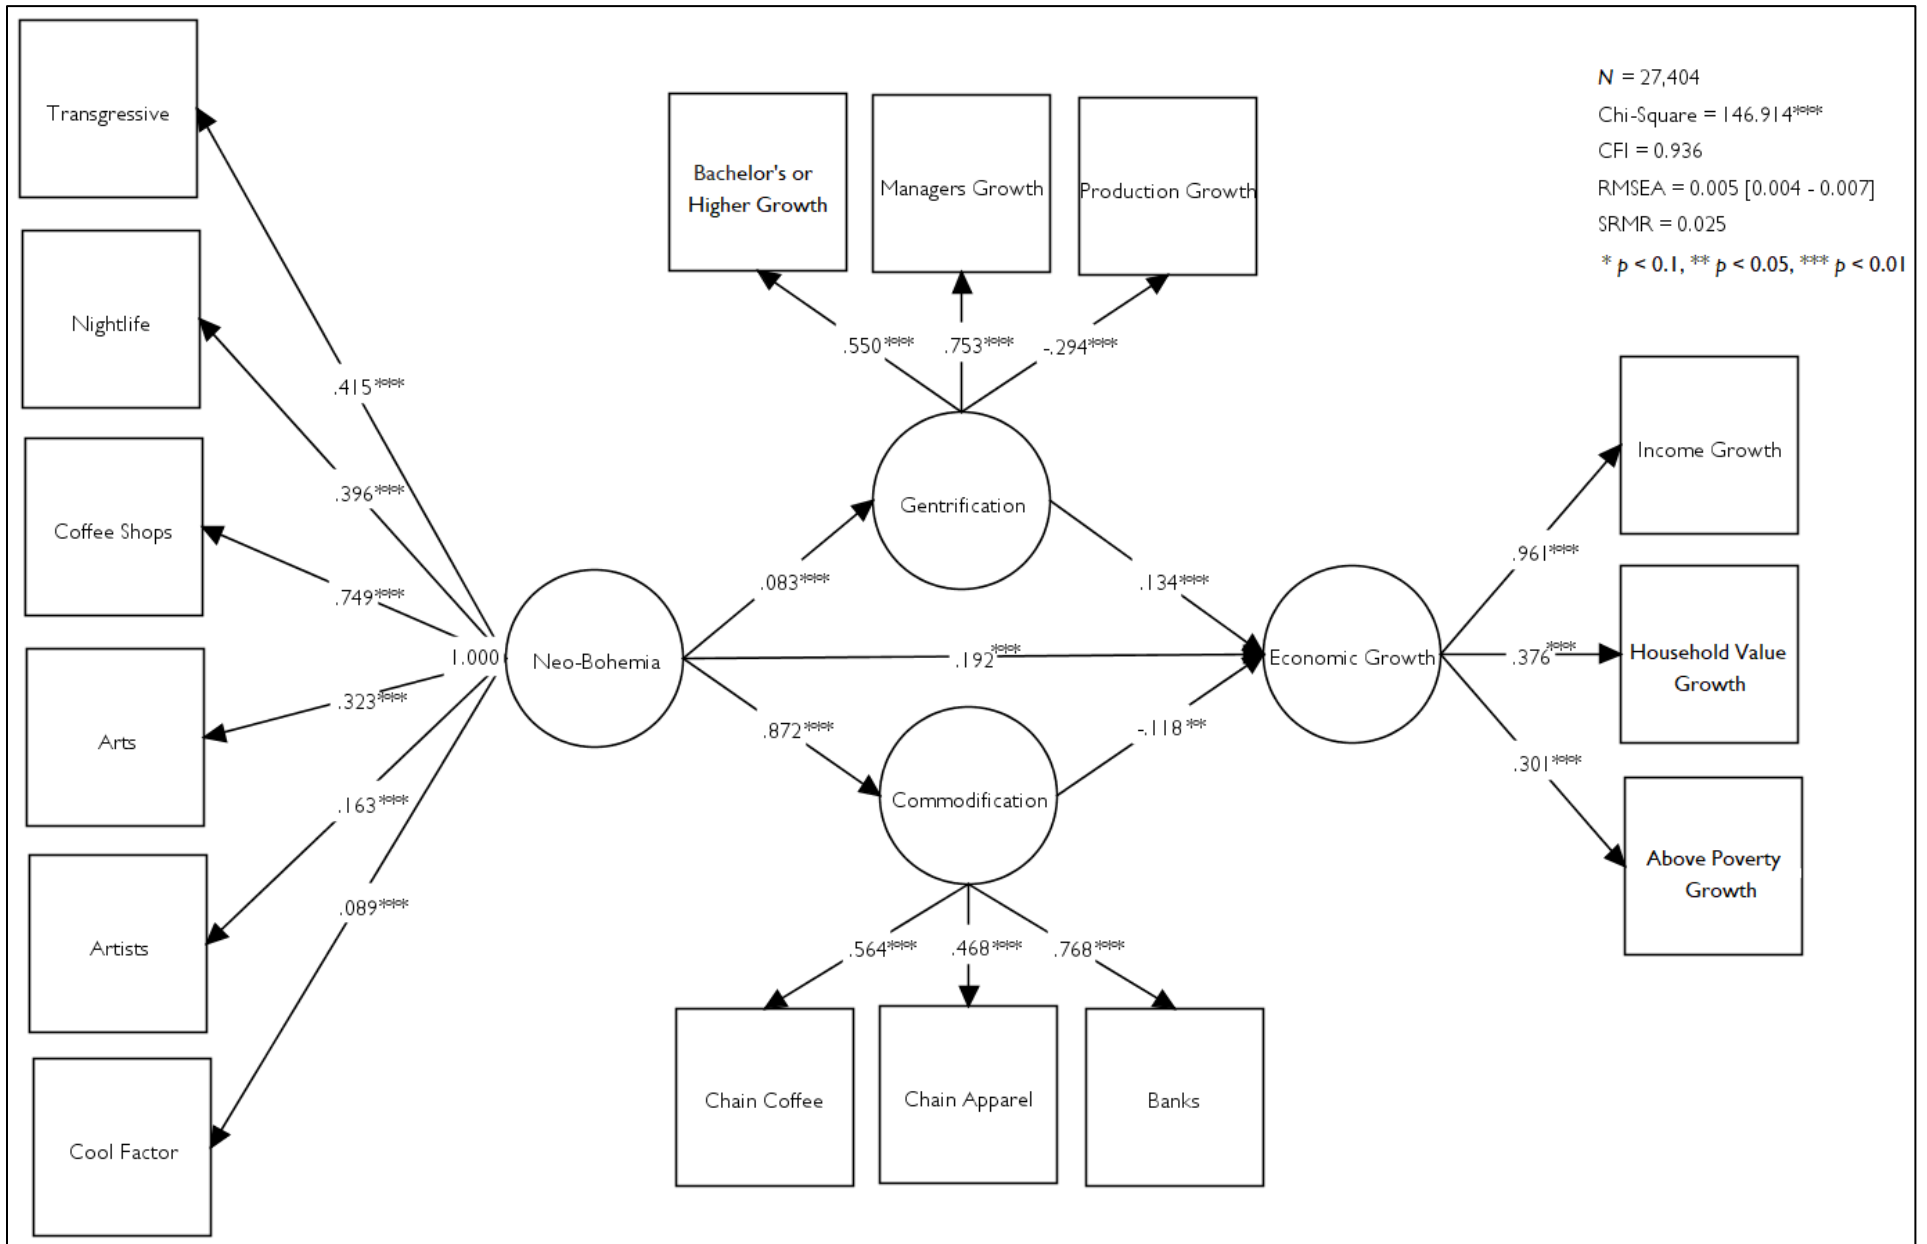 N = 27,404
Chi-Square = 146.914***
CFI = 0.936
RMSEA = 0.005 [0.004 - 0.007]
SRMR = 0.025
* p < 0.1, ** p < 0.05, *** p < 0.01
Transgressive
Nightlife
Coffee Shops
Arts
Artists
Cool Factor
.415***
.396***
.749***
.323***
.163***
.089***
1.000
Neo-Bohemia
Bachelor's or
Higher Growth
Managers Growth
Production Growth
.550***
.753***
-.294***
Gentrification
.083***
.134***
.192***
.872***
-.118**
Commodification
.564***
.468***
.768***
Chain Coffee
Chain Apparel
Banks
Economic Growth
.961***
.376***
.301***
Income Growth
Household Value
Growth
Above Poverty
Growth